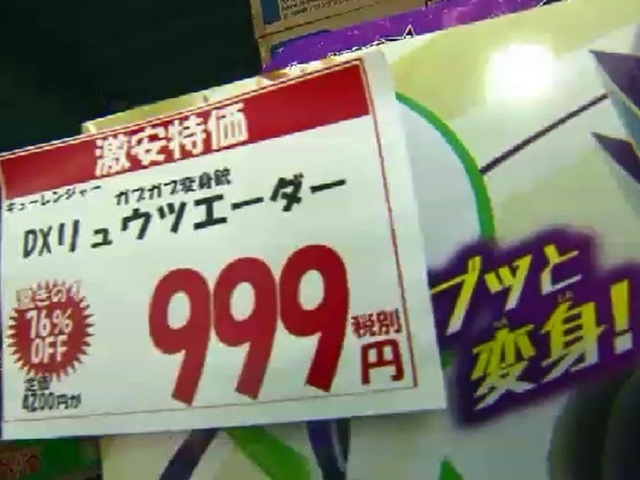 激安特価
キューレンジャー
ガブガブ変身銃
DXリュウツエーダー
驚きの!
76%
OFF
定価
4200円が
999
税別
円
ブッと
変身!